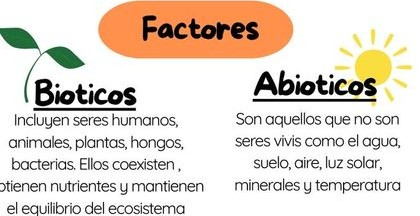 Factores
Bioticos
Incluyen seres humanos,
animales, plantas, hongos,
bacterias. Ellos coexisten ,
btienen nutrientes y mantienen
el equilibrio del ecosistema
Abioticos
Son aquellos que no son
seres vivis como el agua,
suelo, aire, luz solar,
minerales y temperatura